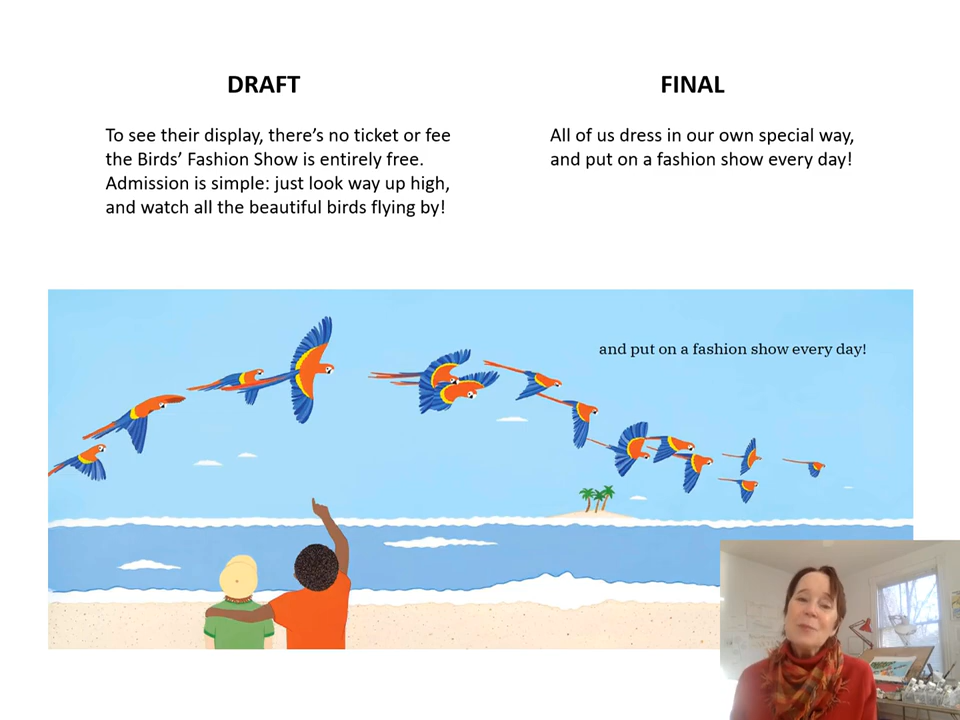 DRAFT
To see their display, there’s no ticket or fee
the Birds’ Fashion Show is entirely free.
Admission is simple: just look way up high,
and watch all the beautiful birds flying by!
FINAL
All of us dress in our own special way,
and put on a fashion show every day!
and put on a fashion show every day!